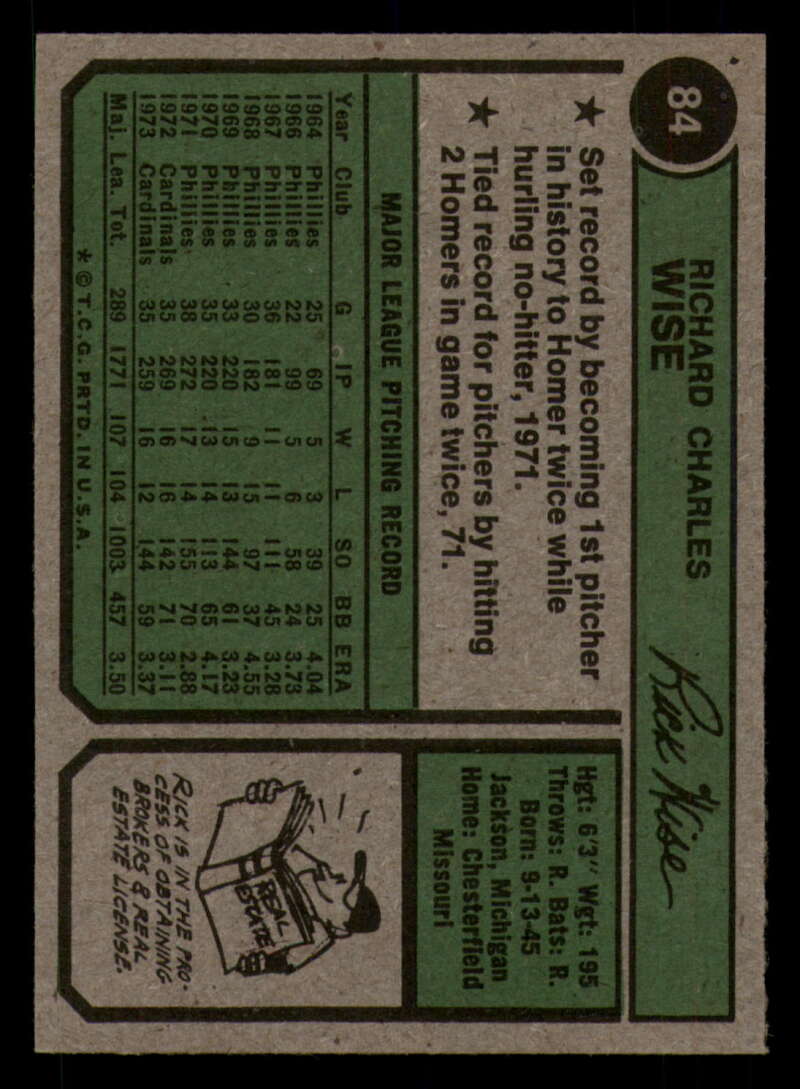 84
RICHARD CHARLES
WISE
Rick Wise
★ Set record by becoming 1st pitcher
in history to Homer twice while
hurling no-hitter, 1971.
★ Tied record for pitchers by hitting
2 Homers in game twice, 71.
MAJOR LEAGUE PITCHING RECORD
Year Club G IP W L SO BB ERA
1964 Phillies 25 69 5 3 39 25 4.04
1966 Phillies 22 99 5 6 58 24 3.73
1967 Phillies 36 181 11 11 111 45 3.28
1968 Phillies 30 182 9 15 97 37 4.55
1969 Phillies 33 220 15 13 144 61 3.23
1970 Phillies 35 220 13 14 113 65 4.17
1971 Phillies 38 272 17 14 155 70 2.88
1972 Cardinals 35 269 16 16 142 71 3.11
1973 Cardinals 35 259 16 12 144 59 3.37
Maj. Lea. Tot. 289 1771 107 104 1003 457 3.50
* © T.C.G. PRTD. IN U.S.A.
Hgt: 6'3" Wgt: 195
Throws: R. Bats: R.
Born: 9-13-45
Jackson, Michigan
Home: Chesterfield
Missouri
REAL
ESTATE
RICK IS IN THE PRO-
CESS OF OBTAINING
BROKERS & REAL
ESTATE LICENSE.